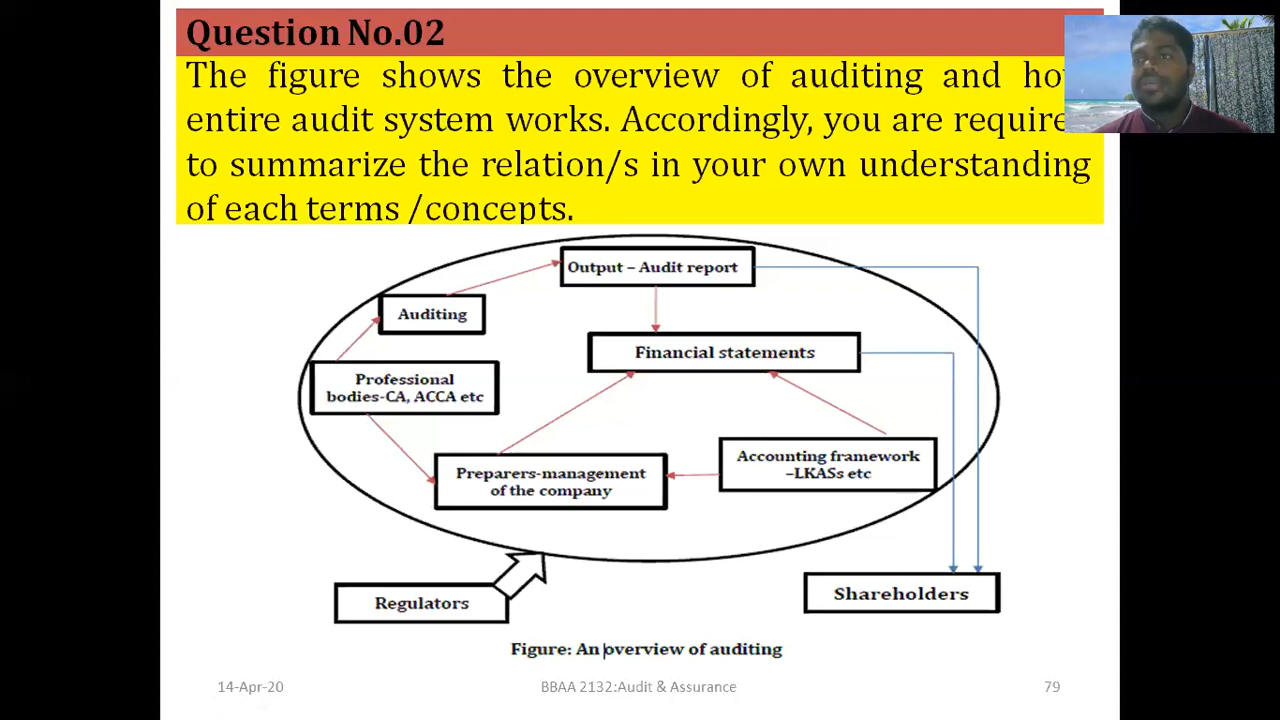 Question No.02
The figure shows the overview of auditing and
entire audit system works. Accordingly, you are
to summarize the relation/s in your own understanding
of each terms /concepts.
Output – Audit report
Auditing
Financial statements
Professional
bodies-CA, ACCA etc
Accounting framework
–LKASs etc
Preparers-management
of the company
Regulators
Shareholders
Figure: An overview of auditing
14-Apr-20
BBAA 2132:Audit & Assurance
79